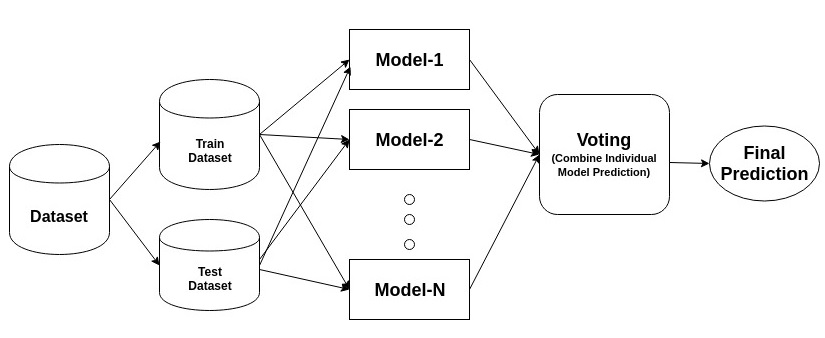 Dataset
Train
Dataset
Test
Dataset
Model-1
Model-2
Model-N
Voting
(Combine Individual
Model Prediction)
Final
Prediction